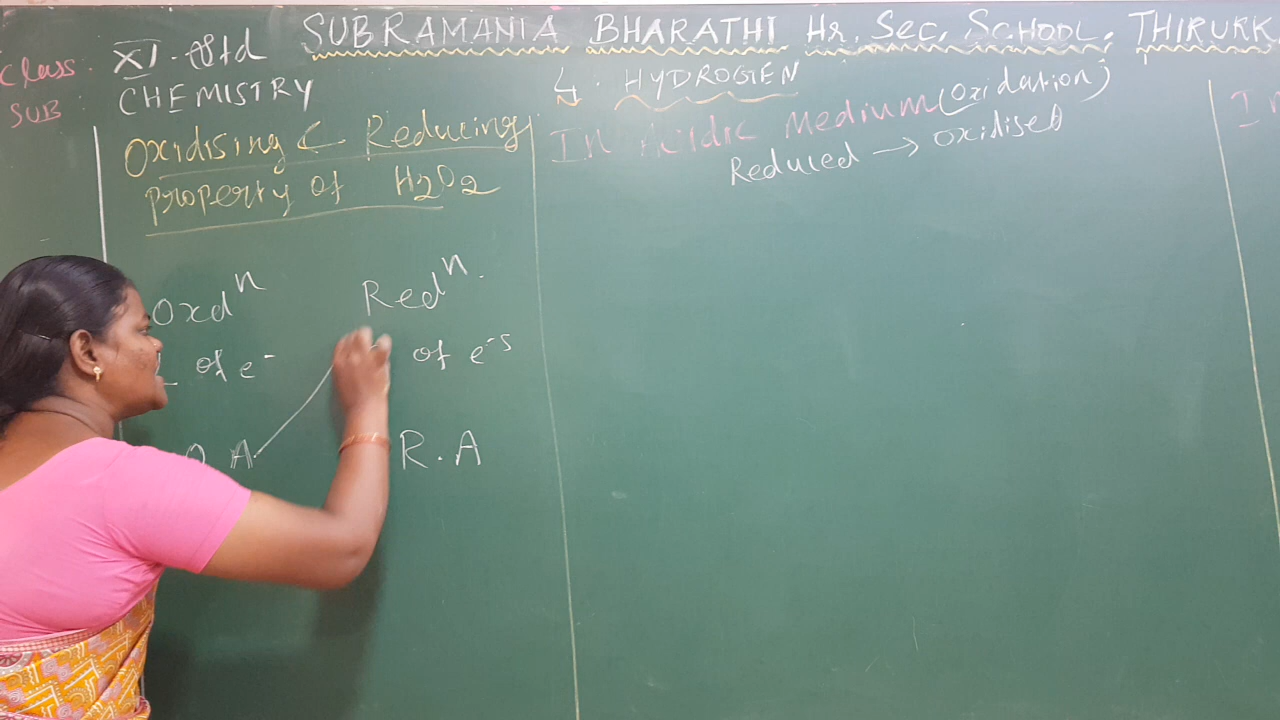 SUBRAMANIA BHARATHI Hr. Sec. SCHOOL, THIRUKK
Class : XI - Std
SUB : CHEMISTRY
4. HYDROGEN
Oxidising & Reducing
property of H2O2
Oxdn Redn.
L of e- of e-s
O. A. R. A
In Acidic Medium (Oxidation)
Reduced → oxidised
In